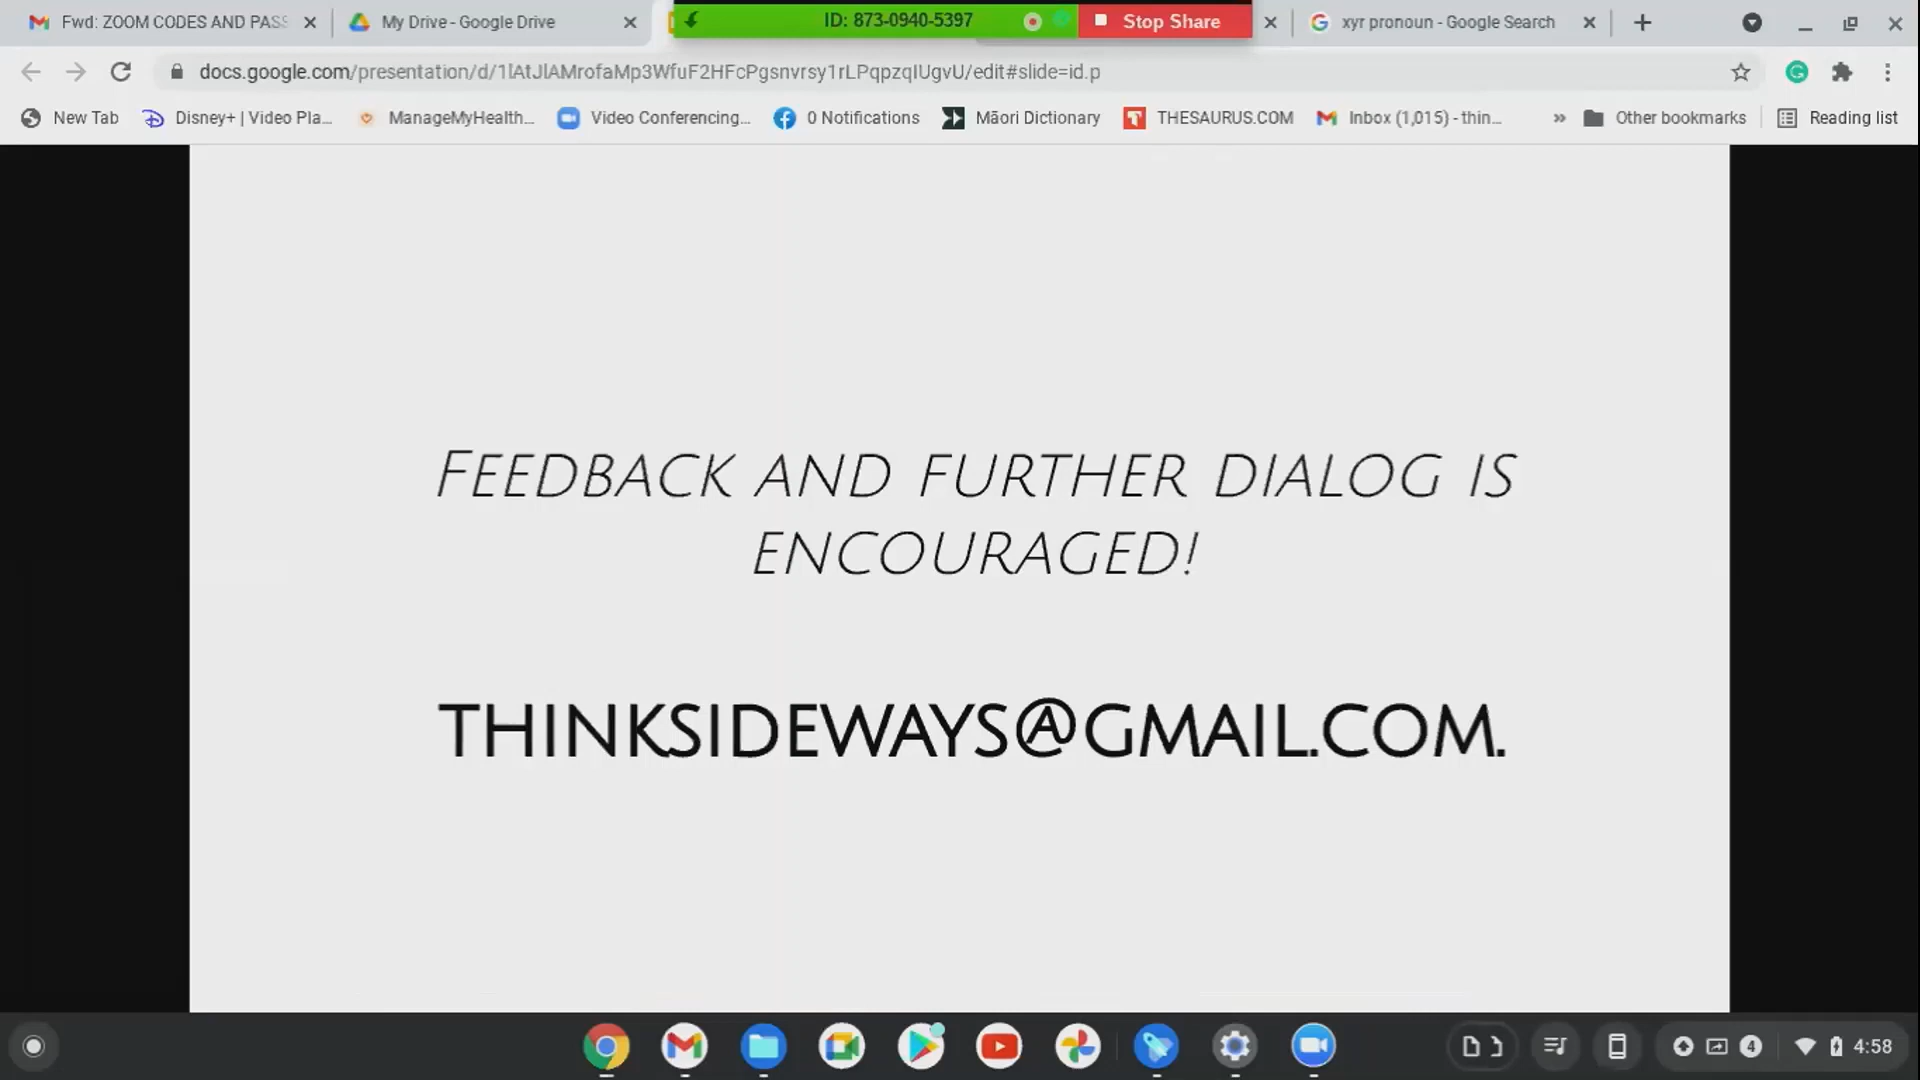 Fwd: ZOOM CODES AND PASS
My Drive - Google Drive
ID: 873-0940-5397
Stop Share
xyr pronoun - Google Search
docs.google.com/presentation/d/1lAtJlAMrofaMp3WfuF2HFcPgsnvrsy1rLPqpzqIUgvU/edit#slide=id.p
New Tab
Disney+ | Video Pla...
ManageMyHealth...
Video Conferencing...
0 Notifications
Māori Dictionary
THESAURUS.COM
Inbox (1,015) - thin...
Other bookmarks
Reading list
FEEDBACK AND FURTHER DIALOG IS
ENCOURAGED!
THINKSIDEWAYS@GMAIL.COM.
4
4:58